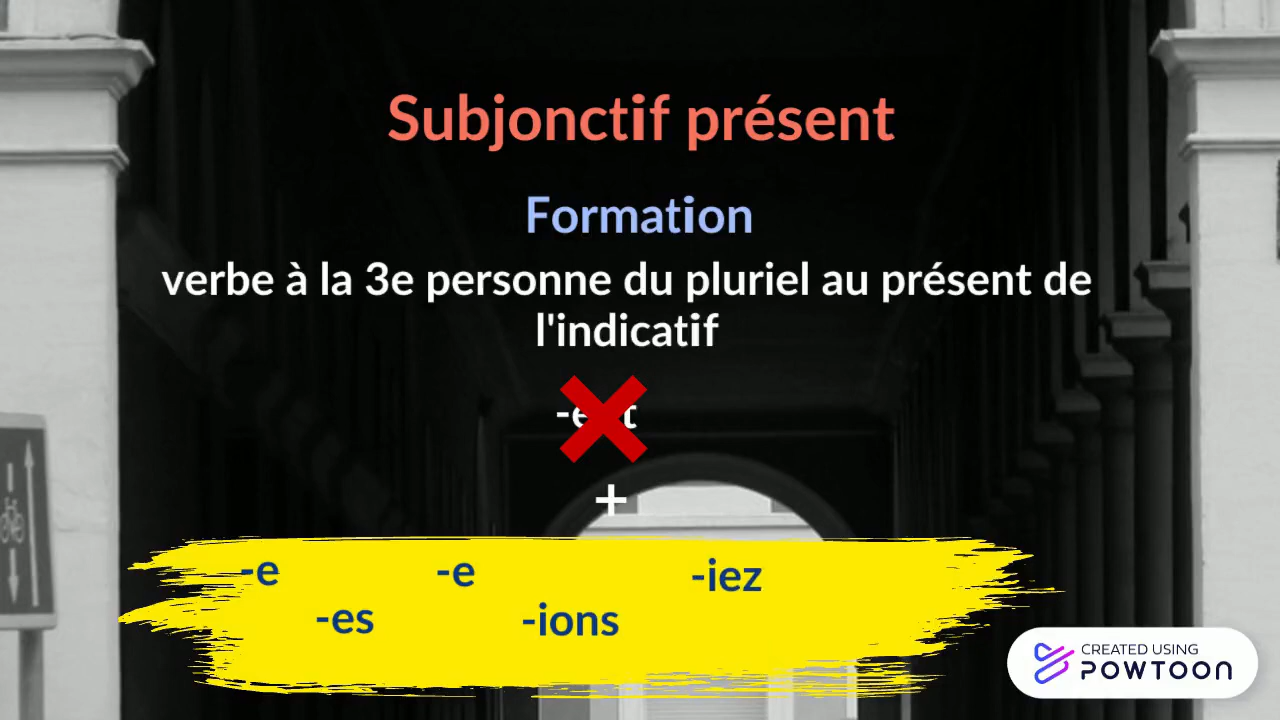 Subjonctif présent
Formation
verbe à la 3e personne du pluriel au présent de
l'indicatif
+
-e -e -iez
-es -ions
CREATED USING
POWTOON